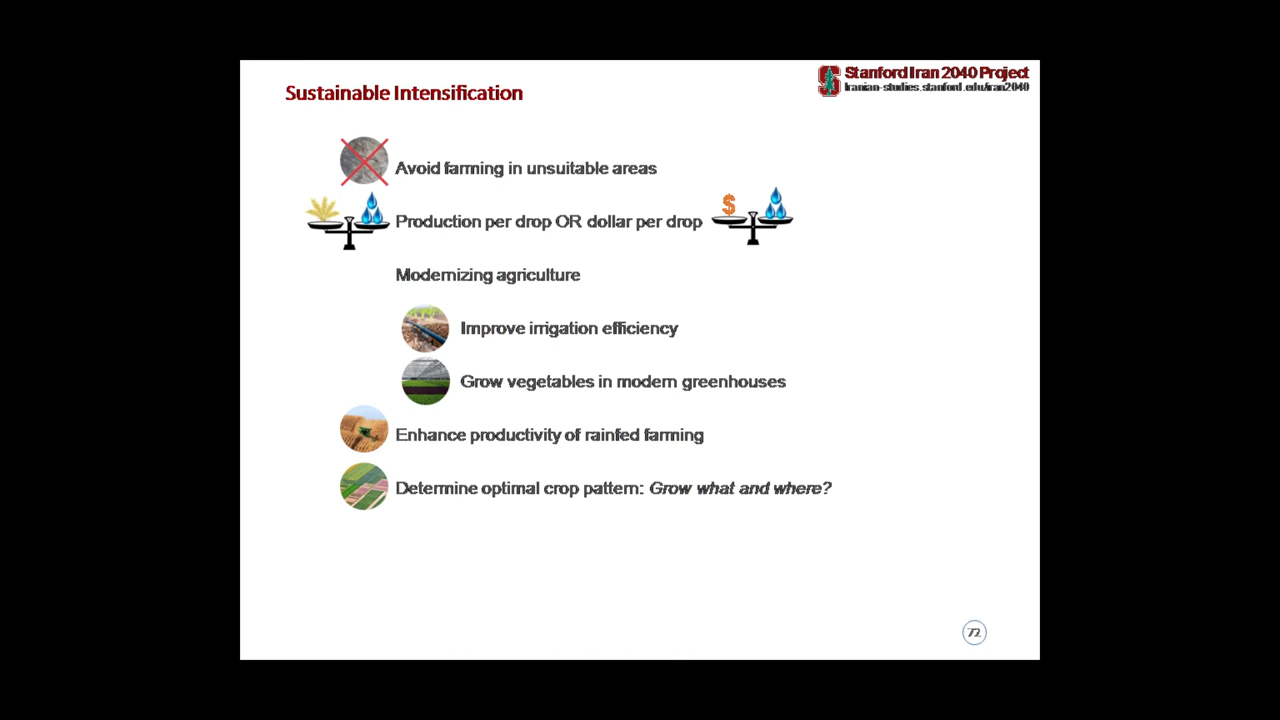 Stanford Iran 2040 Project
Iranian-studies.stanford.edu/iran2040
Sustainable Intensification
Avoid farming in unsuitable areas
Production per drop OR dollar per drop
$
Modernizing agriculture
Improve irrigation efficiency
Grow vegetables in modern greenhouses
Enhance productivity of rainfed farming
Determine optimal crop pattern: Grow what and where?
72